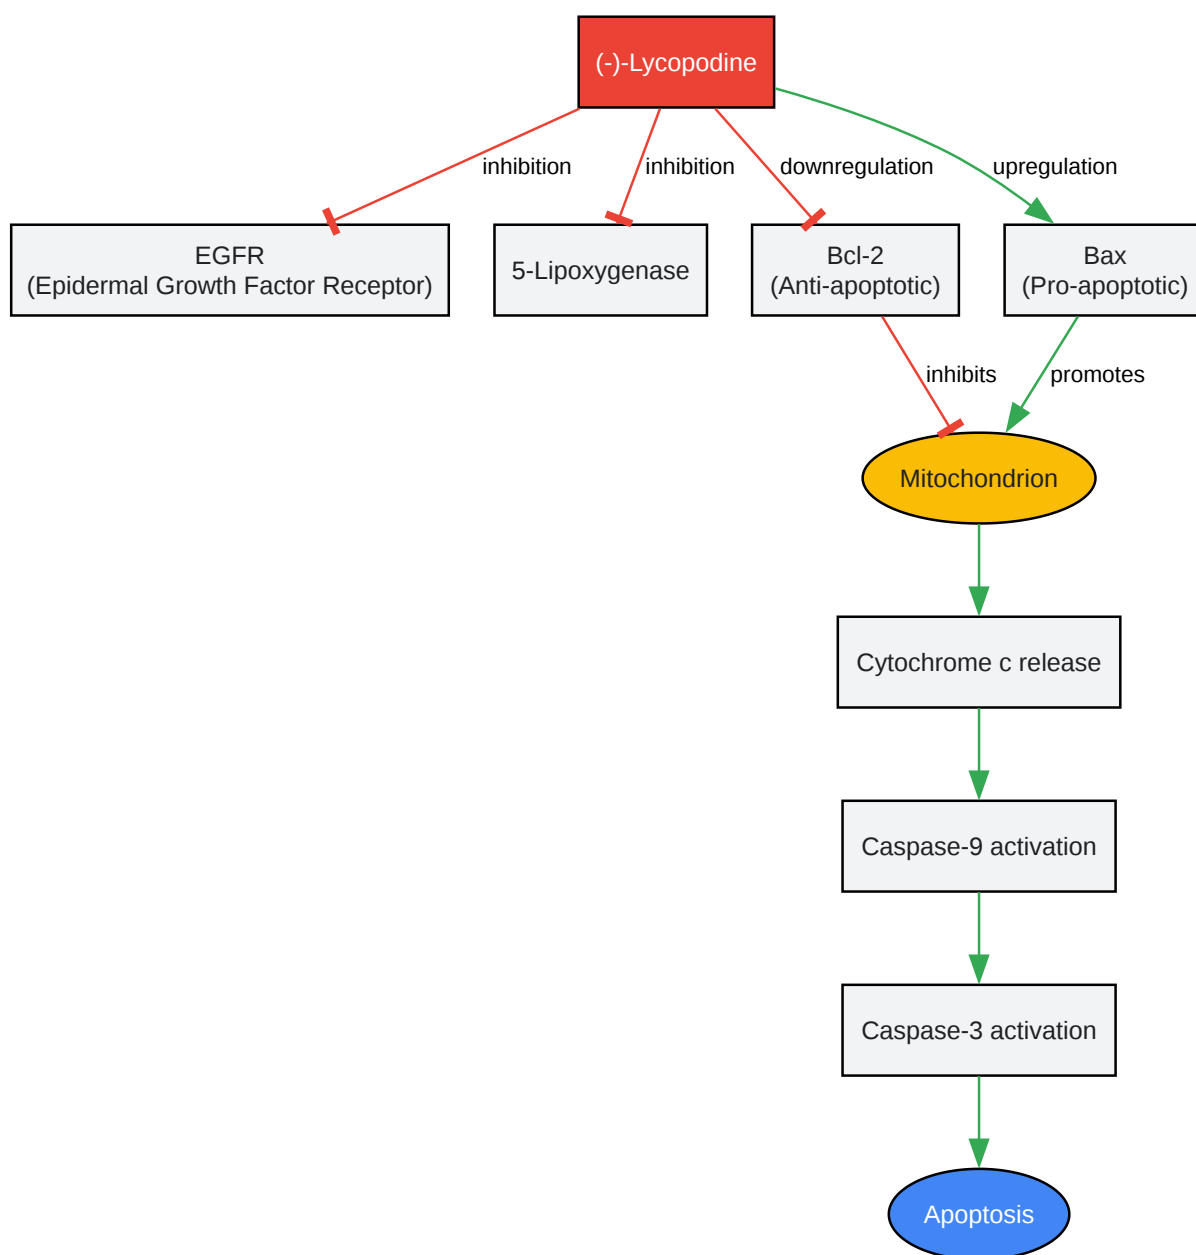 (-)-Lycopodine
inhibition
inhibition
downregulation
upregulation
EGFR
(Epidermal Growth Factor Receptor)
5-Lipoxygenase
Bcl-2
(Anti-apoptotic)
Bax
(Pro-apoptotic)
inhibits
promotes
Mitochondrion
Cytochrome c release
Caspase-9 activation
Caspase-3 activation
Apoptosis